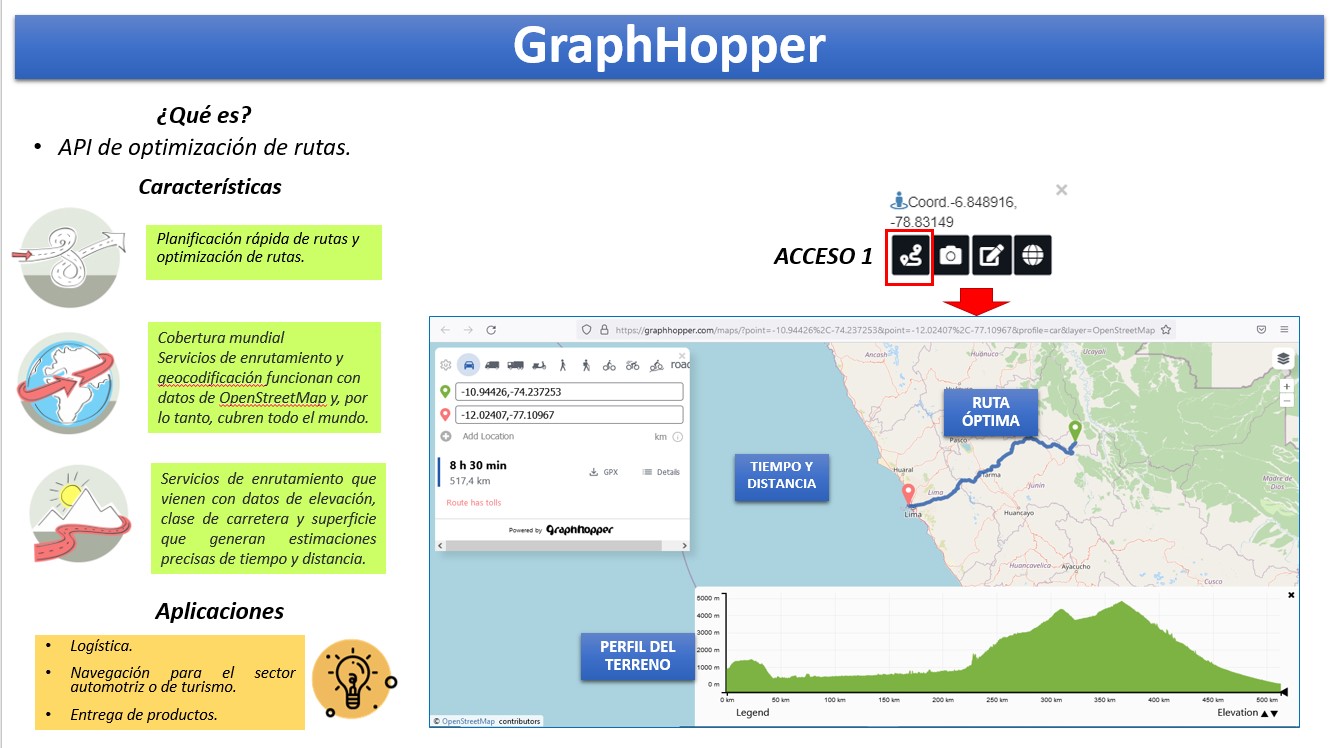 GraphHopper
¿Qué es?
• API de optimización de rutas.
Características
Planificación rápida de rutas y
optimización de rutas.
Cobertura mundial
Servicios de enrutamiento y
geocodificación funcionan con
datos de OpenStreetMap y, por
lo tanto, cubren todo el mundo.
Servicios de enrutamiento que
vienen con datos de elevación,
clase de carretera y superficie
que generan estimaciones
precisas de tiempo y distancia.
Aplicaciones
• Logística.
• Navegación para el sector
automotriz o de turismo.
• Entrega de productos.
Coord.-6.848916,
-78.83149
ACCESO 1
https://graphhopper.com/maps/?point=-10.94426%2C-74.237253&point=-12.02407%2C-77.10967&profile=car&layer=OpenStreetMap
road
-10.94426,-74.237253
-12.02407,-77.10967
Add Location
km
8 h 30 min
517,4 km
GPX
Details
Route has tolls
Powered by graphhopper
TIEMPO Y
DISTANCIA
RUTA
ÓPTIMA
Ancash
Huánuco
Ucayali
Pasco
Huaral
Lima
Lima
Junín
Huancayo
Huancavelica
Ayacucho
Cusco
Madre de
Dios
PERFIL DEL
TERRENO
5000 m
4000 m
3000 m
2000 m
1000 m
0 m
0 km
50 km
100 km
150 km
200 km
250 km
300 km
350 km
400 km
450 km
500 km
Legend
Elevation ▲▼
© OpenStreetMap contributors